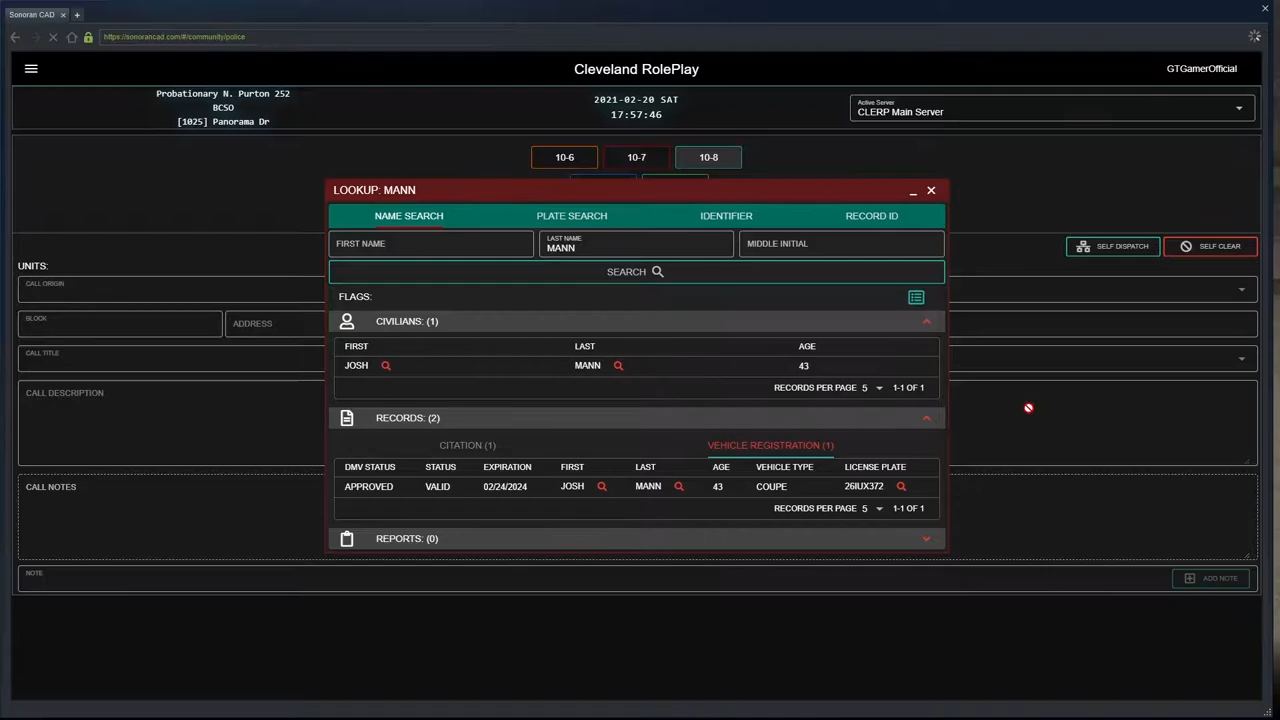 Sonoran CAD
https://sonorancad.com/#/community/police
Cleveland RolePlay
GTGamerOfficial
Probationary N. Purton 252
BCSO
[1025] Panorama Dr
2021-02-20 SAT
17:57:46
Active Server
CLERP Main Server
10-6 10-7 10-8
LOOKUP: MANN
NAME SEARCH PLATE SEARCH IDENTIFIER RECORD ID
FIRST NAME
LAST NAME
MANN
MIDDLE INITIAL
SEARCH
SELF DISPATCH SELF CLEAR
UNITS:
CALL ORIGIN
BLOCK
ADDRESS
CALL TITLE
CALL DESCRIPTION
CALL NOTES
NOTE
ADD NOTE
FLAGS:
CIVILIANS: (1)
FIRST LAST AGE
JOSH MANN 43
RECORDS PER PAGE 5 1-1 OF 1
RECORDS: (2)
CITATION (1) VEHICLE REGISTRATION (1)
DMV STATUS STATUS EXPIRATION FIRST LAST AGE VEHICLE TYPE LICENSE PLATE
APPROVED VALID 02/24/2024 JOSH MANN 43 COUPE 26IUX372
RECORDS PER PAGE 5 1-1 OF 1
REPORTS: (0)